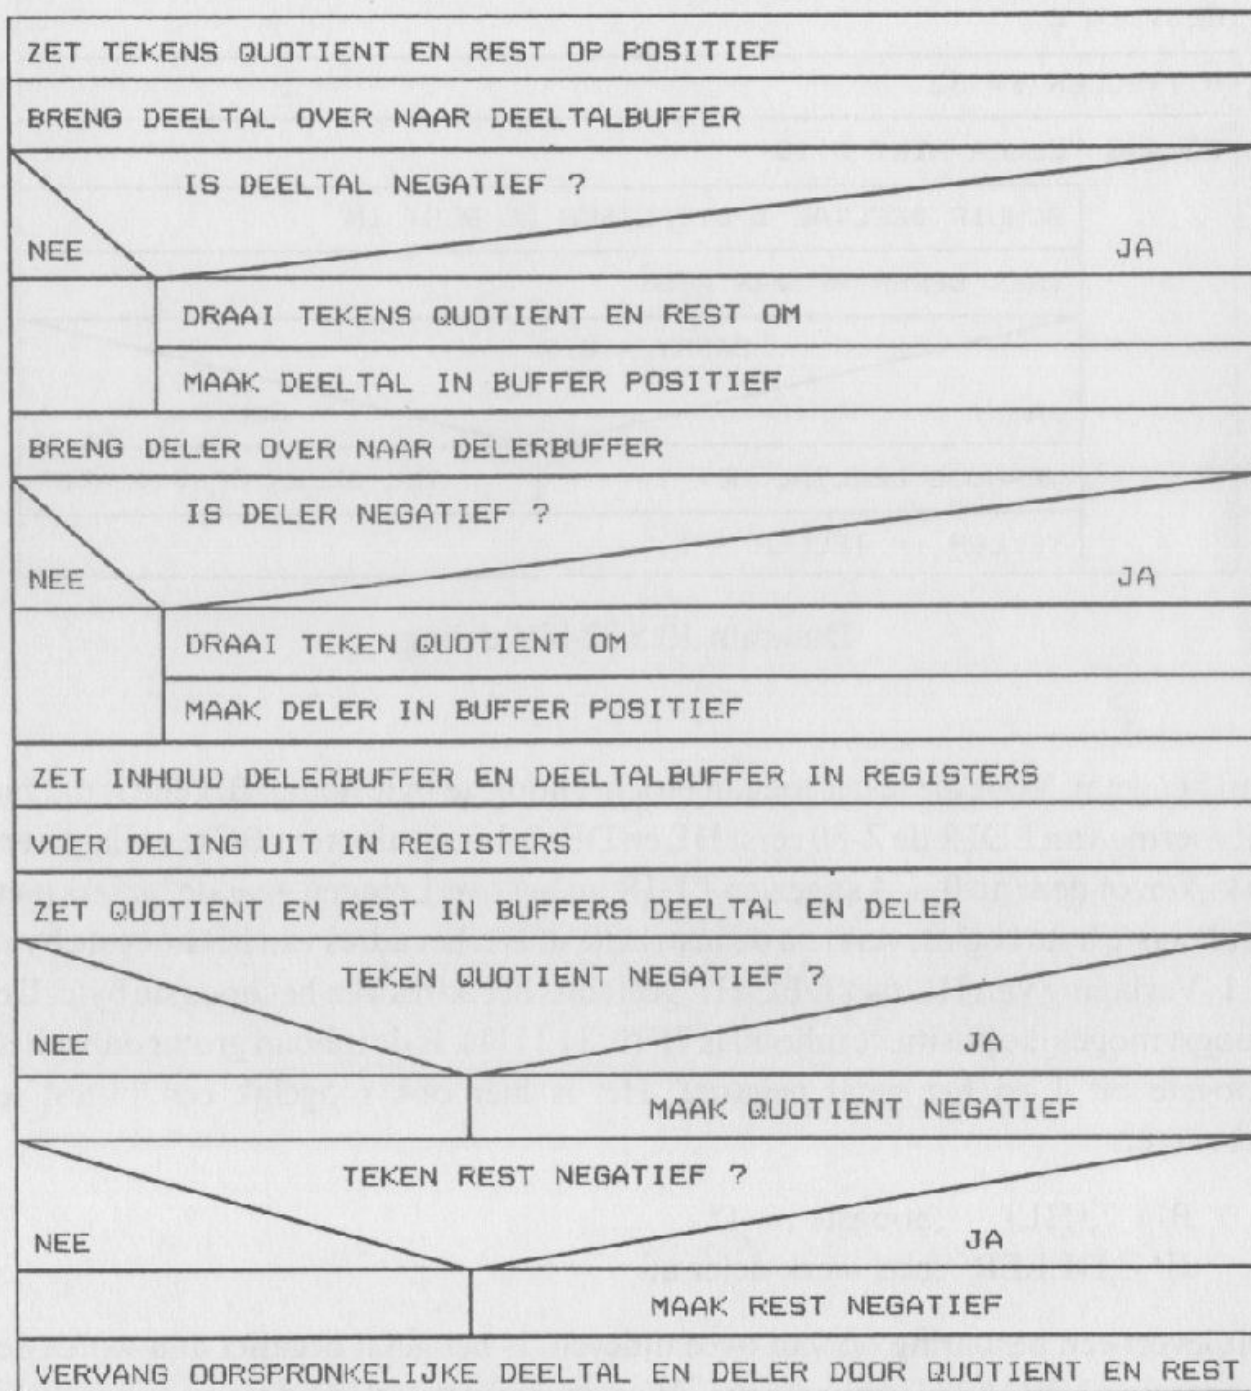 ZET TEKENS QUOTIENT EN REST OP POSITIEF
BRENG DEELTAL OVER NAAR DEELTALBUFFER
IS DEELTAL NEGATIEF ?
NEE
JA
DRAAI TEKENS QUOTIENT EN REST OM
MAAK DEELTAL IN BUFFER POSITIEF
BRENG DELER OVER NAAR DELERBUFFER
IS DELER NEGATIEF ?
NEE
JA
DRAAI TEKEN QUOTIENT OM
MAAK DELER IN BUFFER POSITIEF
ZET INHOUD DELERBUFFER EN DEELTALBUFFER IN REGISTERS
VOER DELING UIT IN REGISTERS
ZET QUOTIENT EN REST IN BUFFERS DEELTAL EN DELER
TEKEN QUOTIENT NEGATIEF ?
NEE
JA
MAAK QUOTIENT NEGATIEF
TEKEN REST NEGATIEF ?
NEE
JA
MAAK REST NEGATIEF
VERVANG OORSPRONKELIJKE DEELTAL EN DELER DOOR QUOTIENT EN REST